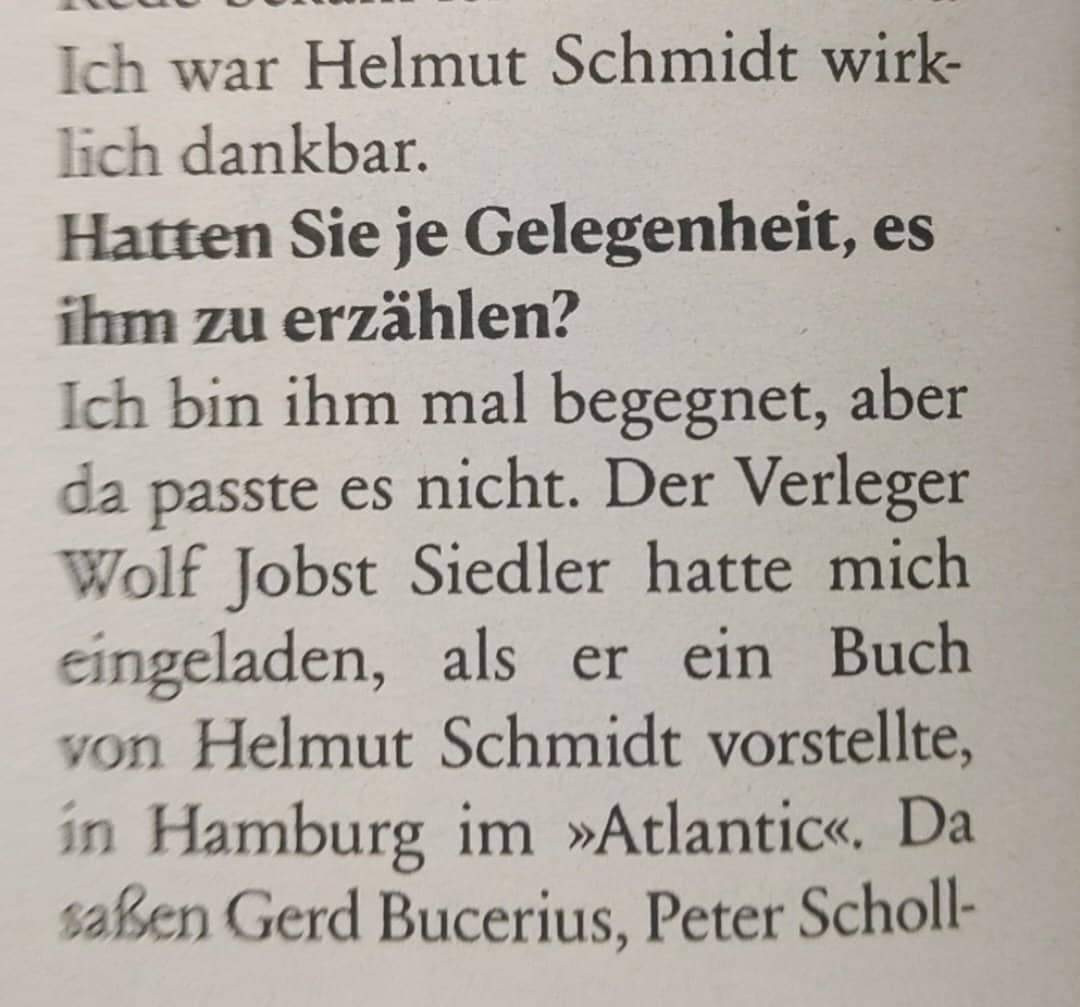 Ich war Helmut Schmidt wirk-
lich dankbar.
Hatten Sie je Gelegenheit, es
ihm zu erzählen?
Ich bin ihm mal begegnet, aber
da passte es nicht. Der Verleger
Wolf Jobst Siedler hatte mich
eingeladen, als er ein Buch
von Helmut Schmidt vorstellte,
in Hamburg im »Atlantic«. Da
saßen Gerd Bucerius, Peter Scholl-